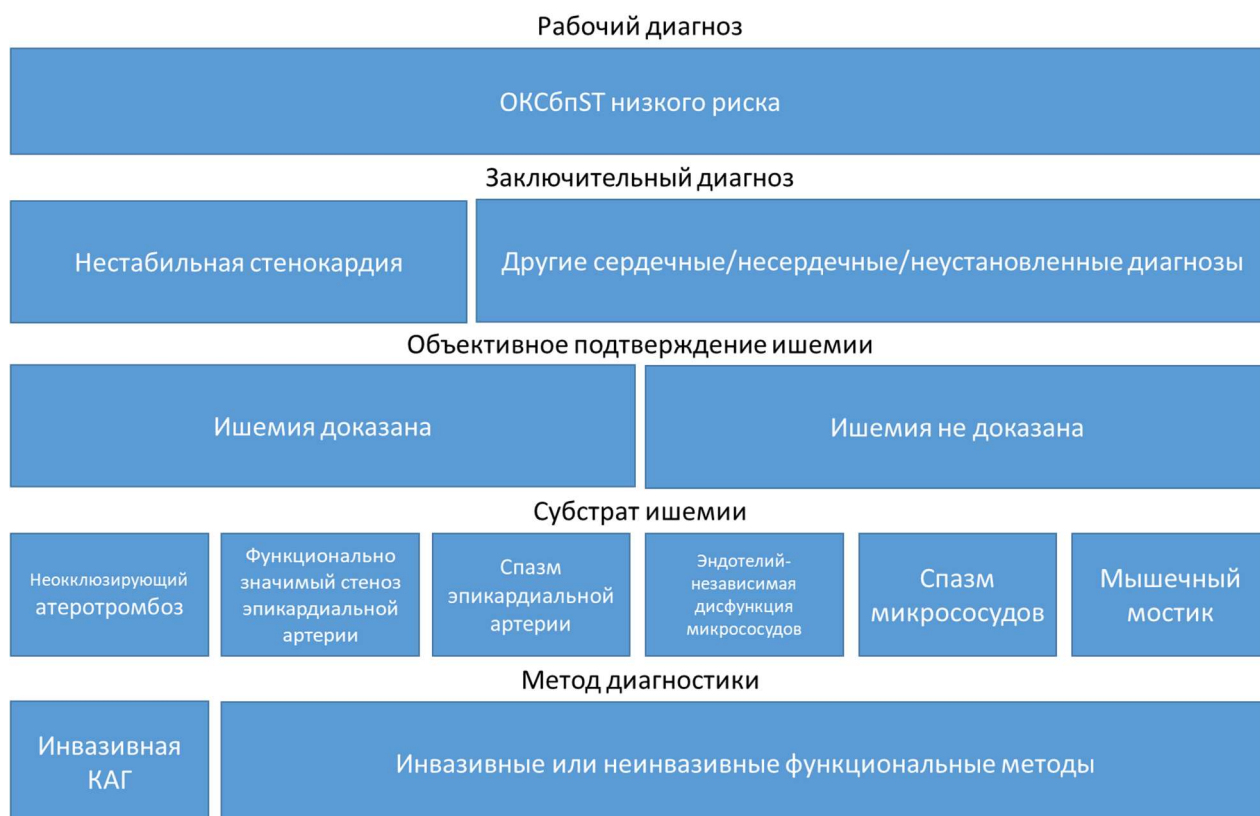 Рабочий диагноз
ОКСбпST низкого риска
Заключительный диагноз
Нестабильная стенокардия
Другие сердечные/несердечные/неустановленные диагнозы
Объективное подтверждение ишемии
Ишемия доказана
Ишемия не доказана
Субстрат ишемии
Неокклюзирующий
атеротромбоз
Функционально
значимый стеноз
эпикардиальной
артерии
Спазм
эпикардиальной
артерии
Эндотелий-
независимая
дисфункция
микрососудов
Спазм
микрососудов
Мышечный
мостик
Метод диагностики
Инвазивная
КАГ
Инвазивные или неинвазивные функциональные методы